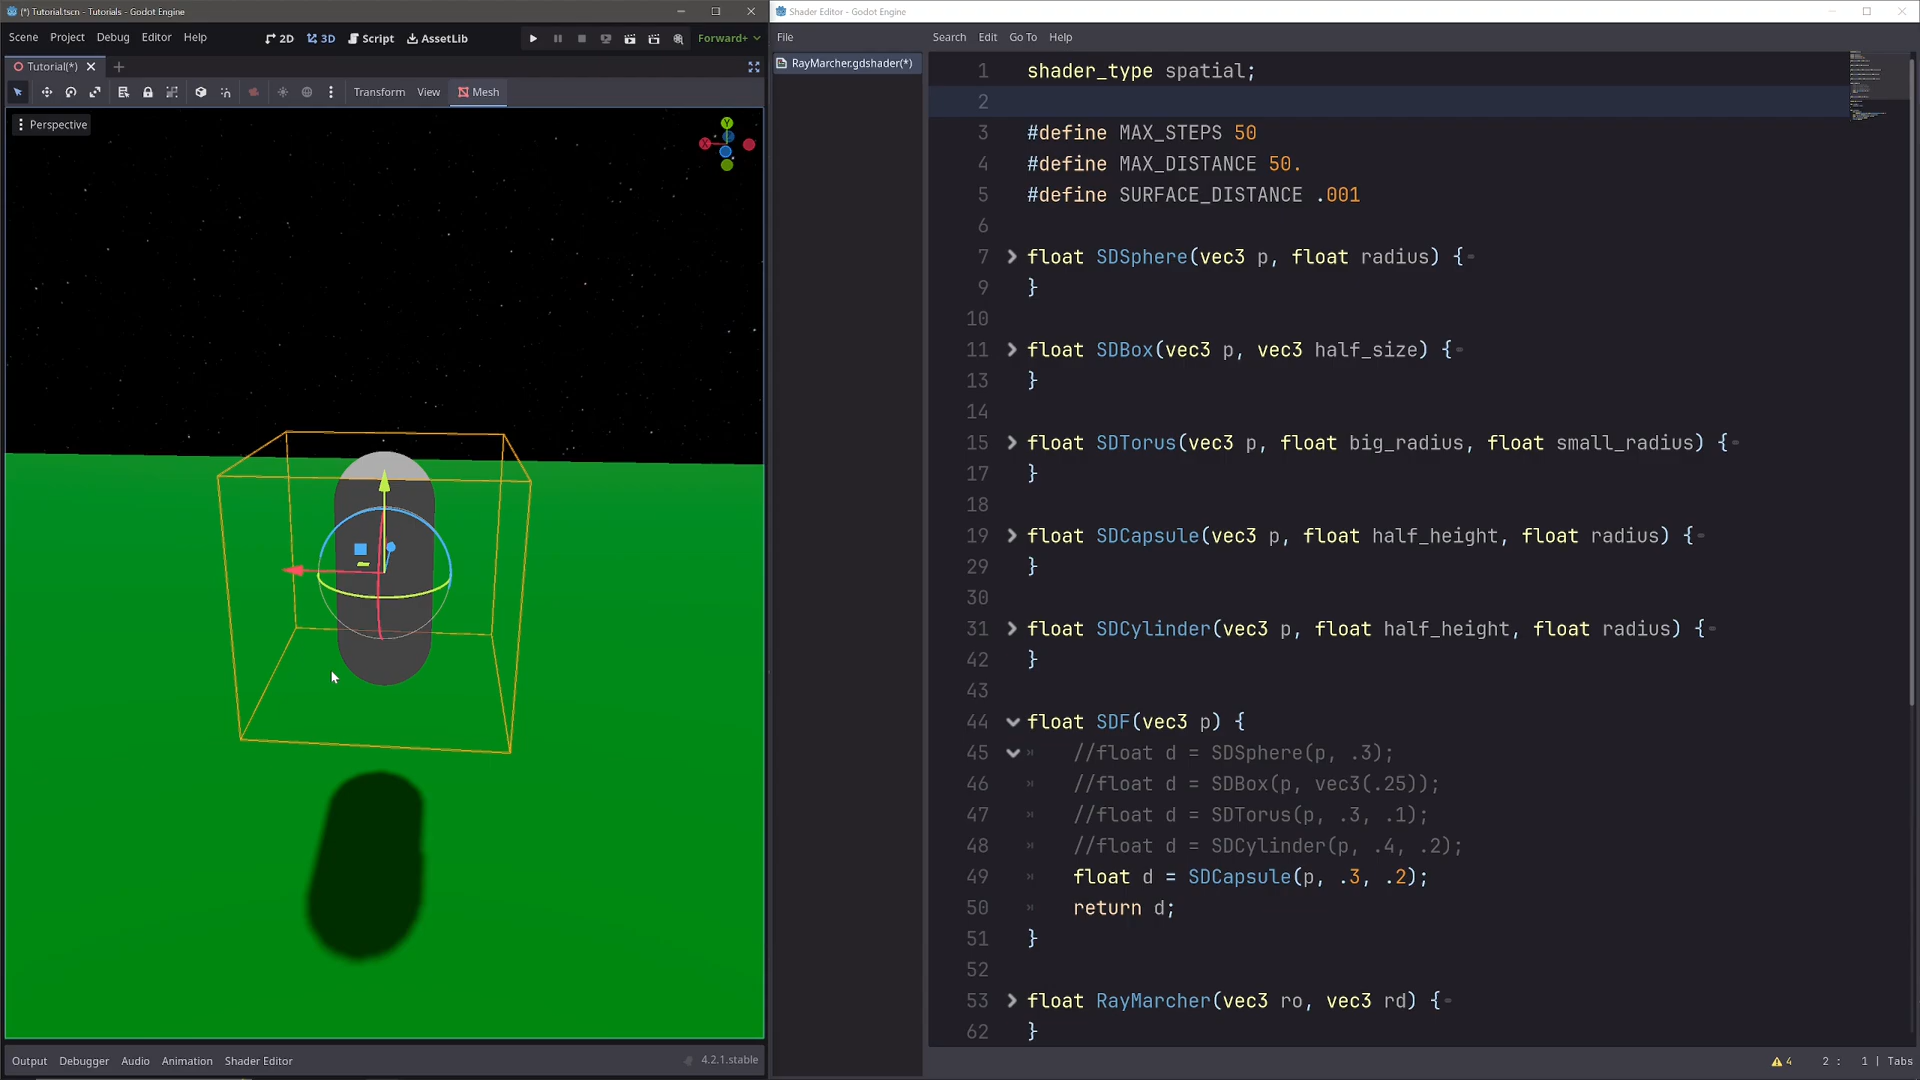 (*) Tutorial.tscn - Tutorials - Godot Engine
Scene Project Debug Editor Help
2D 3D Script AssetLib
Forward+
Tutorial(*)
Transform View Mesh
Perspective
Y
X
Output Debugger Audio Animation Shader Editor
4.2.1.stable
Shader Editor - Godot Engine
File
Search Edit Go To Help
RayMarcher.gdshader(*)
1 shader_type spatial;
2
3 #define MAX_STEPS 50
4 #define MAX_DISTANCE 50.
5 #define SURFACE_DISTANCE .001
6
7 float SDSphere(vec3 p, float radius) {
9 }
10
11 float SDBox(vec3 p, vec3 half_size) {
13 }
14
15 float SDTorus(vec3 p, float big_radius, float small_radius) {
17 }
18
19 float SDCapsule(vec3 p, float half_height, float radius) {
29 }
30
31 float SDCylinder(vec3 p, float half_height, float radius) {
42 }
43
44 float SDF(vec3 p) {
45 //float d = SDSphere(p, .3);
46 //float d = SDBox(p, vec3(.25));
47 //float d = SDTorus(p, .3, .1);
48 //float d = SDCylinder(p, .4, .2);
49 float d = SDCapsule(p, .3, .2);
50 return d;
51 }
52
53 float RayMarcher(vec3 ro, vec3 rd) {
62 }
4 2 : 1 | Tabs